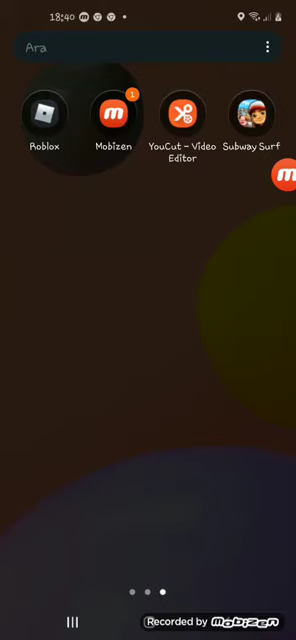 18:40
Ara
1
Roblox
Mobizen
YouCut - Video
Editor
Subway Surf
Recorded by mobizen